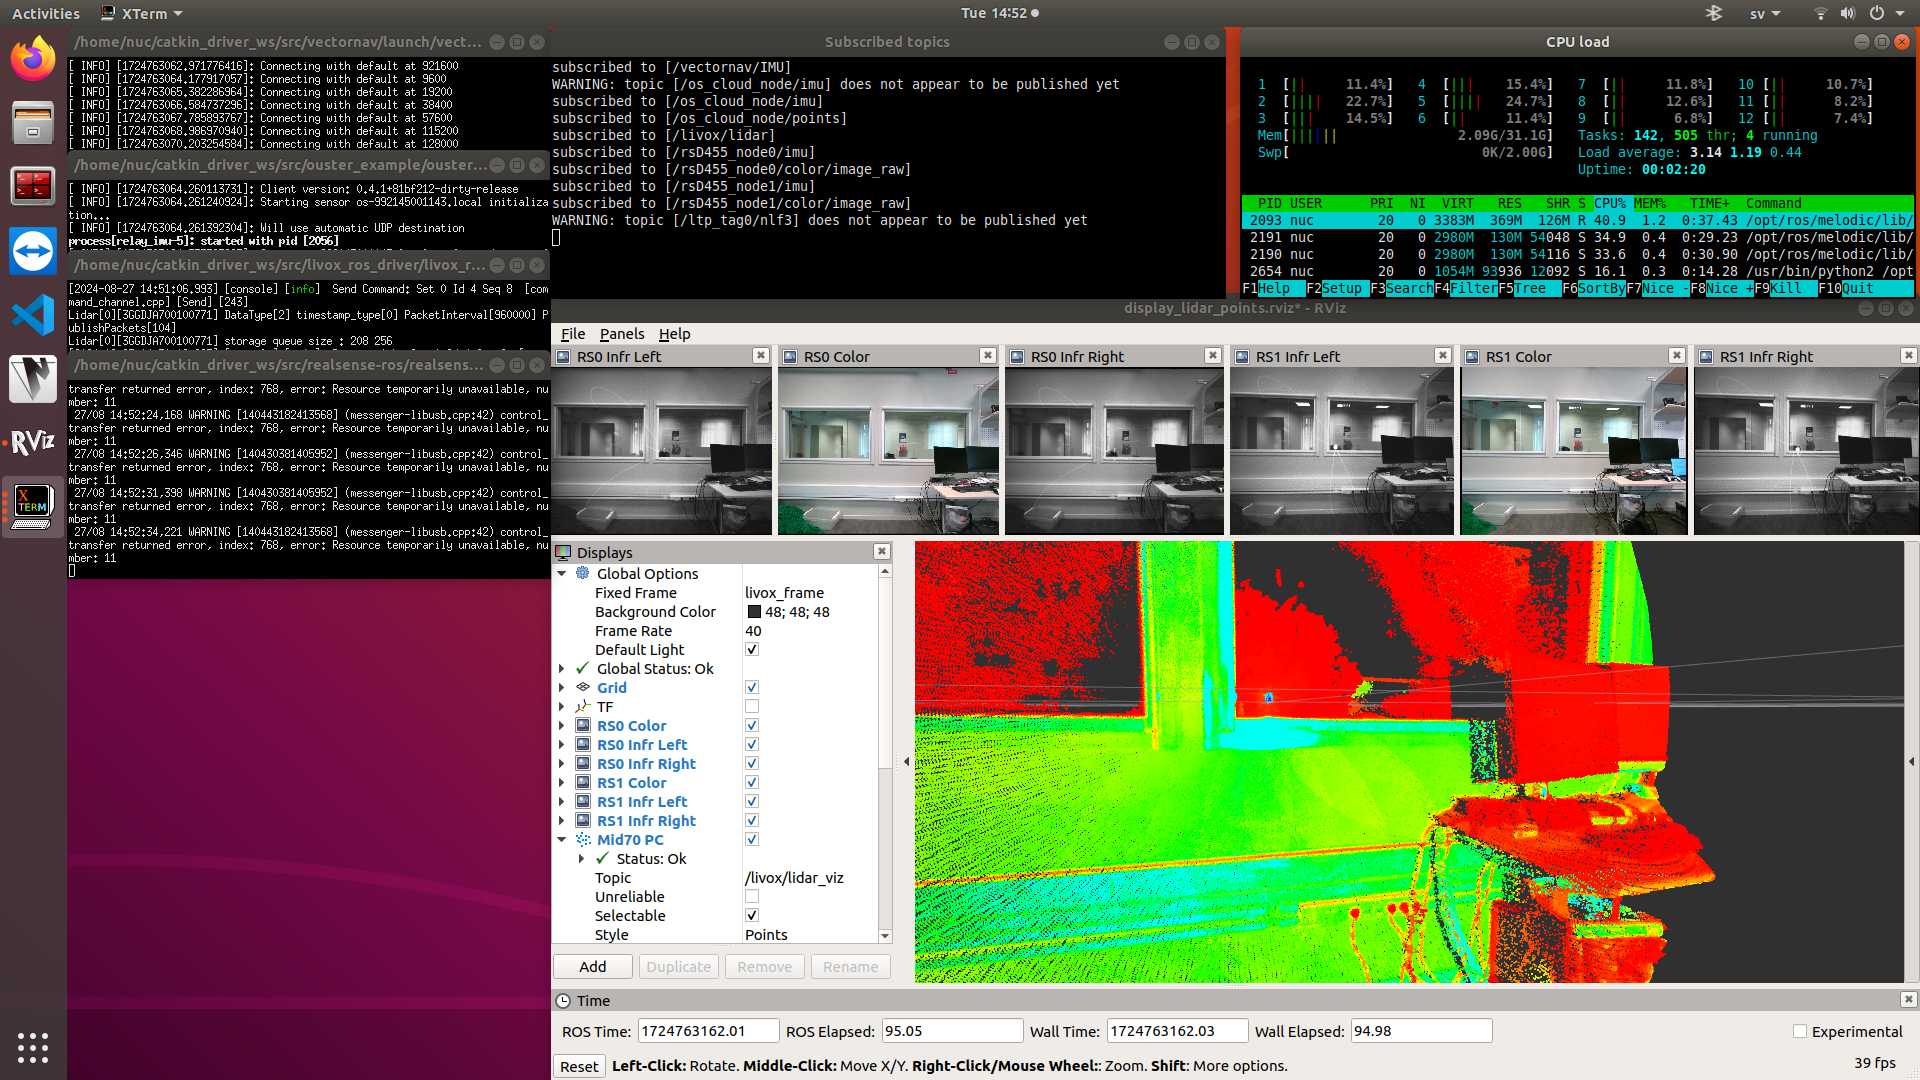 Activities XTerm Tue 14:52 sv
/home/nuc/catkin_driver_ws/src/vectornav/launch/vect...
[ INFO] [1724763062.971776416]: Connecting with default at 921600
[ INFO] [1724763064.177917057]: Connecting with default at 9600
[ INFO] [1724763065.382286964]: Connecting with default at 19200
[ INFO] [1724763066.584737296]: Connecting with default at 38400
[ INFO] [1724763067.785893767]: Connecting with default at 57600
[ INFO] [1724763068.986970940]: Connecting with default at 115200
[ INFO] [1724763070.203254584]: Connecting with default at 128000
/home/nuc/catkin_driver_ws/src/ouster_example/ouster...
[ INFO] [1724763064.260113731]: Client version: 0.4.1+81bf212-dirty-release
[ INFO] [1724763064.261240924]: Starting sensor os-992145001143.local initializa
tion...
[ INFO] [1724763064.261392304]: Will use automatic UDP destination
process[relay_imu-5]: started with pid [2056]
/home/nuc/catkin_driver_ws/src/livox_ros_driver/livox_r...
[2024-08-27 14:51:06.993] [console] [info]  Send Command: Set 0 Id 4 Seq 8  [com
mand_channel.cpp] [Send] [243]
Lidar[0][3GGDJA700100771] DataType[2] timestamp_type[0] PacketInterval[960000] P
ublishPackets[104]
Lidar[0][3GGDJA700100771] storage queue size : 208 256
/home/nuc/catkin_driver_ws/src/realsense-ros/realsens...
transfer returned error, index: 768, error: Resource temporarily unavailable, nu
mber: 11
27/08 14:52:24,168 WARNING [140443182413568] (messenger-libusb.cpp:42) control_
transfer returned error, index: 768, error: Resource temporarily unavailable, nu
mber: 11
27/08 14:52:26,346 WARNING [140430381405952] (messenger-libusb.cpp:42) control_
transfer returned error, index: 768, error: Resource temporarily unavailable, nu
mber: 11
27/08 14:52:31,398 WARNING [140430381405952] (messenger-libusb.cpp:42) control_
transfer returned error, index: 768, error: Resource temporarily unavailable, nu
mber: 11
27/08 14:52:34,221 WARNING [140443182413568] (messenger-libusb.cpp:42) control_
transfer returned error, index: 768, error: Resource temporarily unavailable, nu
mber: 11
RViz
X
TERM
Subscribed topics
subscribed to [/vectornav/IMU]
WARNING: topic [/os_cloud_node/imu] does not appear to be published yet
subscribed to [/os_cloud_node/imu]
subscribed to [/os_cloud_node/points]
subscribed to [/livox/lidar]
subscribed to [/rsD455_node0/imu]
subscribed to [/rsD455_node0/color/image_raw]
subscribed to [/rsD455_node1/imu]
subscribed to [/rsD455_node1/color/image_raw]
WARNING: topic [/ltp_tag0/nlf3] does not appear to be published yet
CPU load
1 [|| 11.4%] 4 [||| 15.4%] 7 [|| 11.8%] 10 [|| 10.7%]
2 [|||| 22.7%] 5 [|||| 24.7%] 8 [|| 12.6%] 11 [|| 8.2%]
3 [||| 14.5%] 6 [|| 11.4%] 9 [|| 6.8%] 12 [|| 7.4%]
Mem[|||||| 2.09G/31.1G] Tasks: 142, 505 thr; 4 running
Swp[ 0K/2.00G] Load average: 3.14 1.19 0.44
Uptime: 00:02:20
PID USER PRI NI VIRT RES SHR S CPU% MEM% TIME+ Command
2093 nuc 20 0 3383M 369M 126M R 40.9 1.2 0:37.43 /opt/ros/melodic/lib/
2191 nuc 20 0 2980M 130M 54048 S 34.9 0.4 0:29.23 /opt/ros/melodic/lib/
2190 nuc 20 0 2980M 130M 54116 S 33.6 0.4 0:30.90 /opt/ros/melodic/lib/
2654 nuc 20 0 1054M 93936 12092 S 16.1 0.3 0:14.28 /usr/bin/python2 /opt
F1Help F2Setup F3SearchF4FilterF5Tree F6SortByF7Nice -F8Nice +F9Kill F10Quit
display_lidar_points.rviz* - RViz
File Panels Help
RS0 Infr Left RS0 Color RS0 Infr Right RS1 Infr Left RS1 Color RS1 Infr Right
Displays
Global Options
Fixed Frame livox_frame
Background Color 48; 48; 48
Frame Rate 40
Default Light
Global Status: Ok
Grid
TF
RS0 Color
RS0 Infr Left
RS0 Infr Right
RS1 Color
RS1 Infr Left
RS1 Infr Right
Mid70 PC
Status: Ok
Topic /livox/lidar_viz
Unreliable
Selectable
Style Points
Add Duplicate Remove Rename
Time
ROS Time: 1724763162.01 ROS Elapsed: 95.05 Wall Time: 1724763162.03 Wall Elapsed: 94.98 Experimental
Reset Left-Click: Rotate. Middle-Click: Move X/Y. Right-Click/Mouse Wheel:: Zoom. Shift: More options. 39 fps